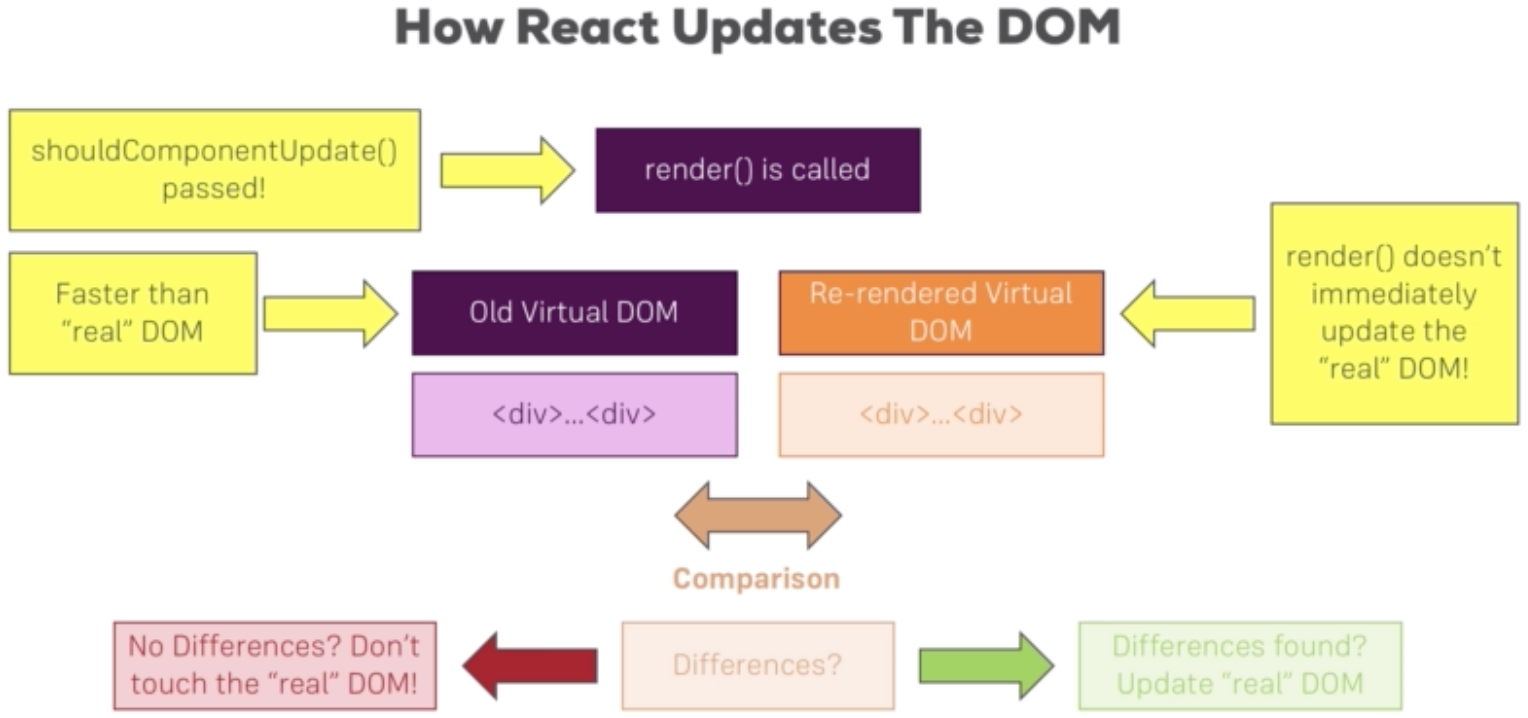 How React Updates The DOM
shouldComponentUpdate()
passed!
render() is called
Faster than
“real” DOM
Old Virtual DOM
Re-rendered Virtual
DOM
render() doesn’t
immediately
update the
“real” DOM!
<div>...<div>
<div>...<div>
Comparison
No Differences? Don’t
touch the “real” DOM!
Differences?
Differences found?
Update “real” DOM